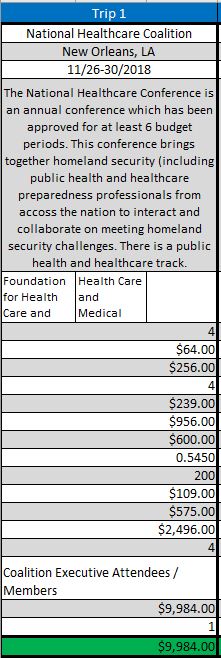 Trip 1
National Healthcare Coalition
New Orleans, LA
11/26-30/2018
The National Healthcare Conference is
an annual conference which has been
approved for at least 6 budget
periods. This conference brings
together homeland security (including
public health and healthcare
preparedness professionals from
accoss the nation to interact and
collaborate on meeting homeland
security challenges. There is a public
health and healthcare track.
Foundation Health Care
for Health and
Care and Medical
4
$64.00
$256.00
4
$239.00
$956.00
$600.00
0.5450
200
$109.00
$575.00
$2,496.00
4
Coalition Executive Attendees /
Members
$9,984.00
1
$9,984.00